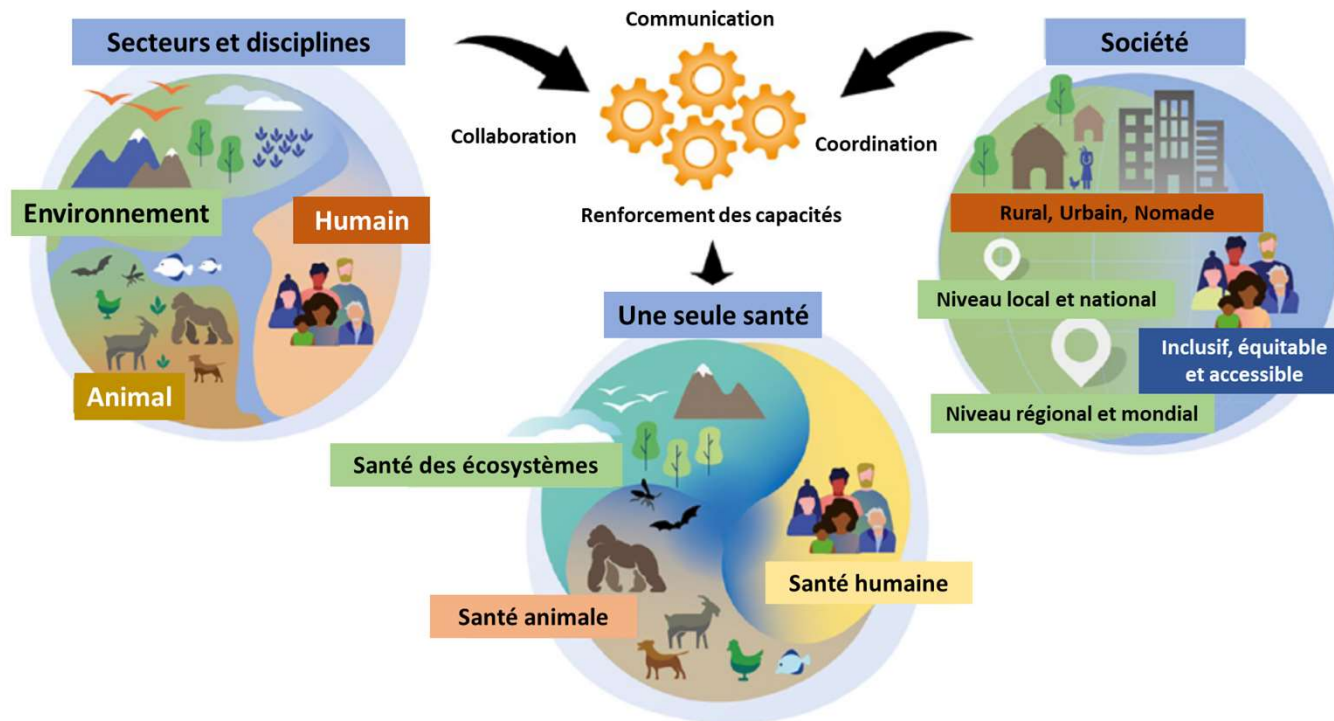 Communication
Secteurs et disciplines
Société
Collaboration
Coordination
Environnement
Humain
Renforcement des capacités
Rural, Urbain, Nomade
Niveau local et national
Une seule santé
Inclusif, équitable
et accessible
Animal
Niveau régional et mondial
Santé des écosystèmes
Santé humaine
Santé animale